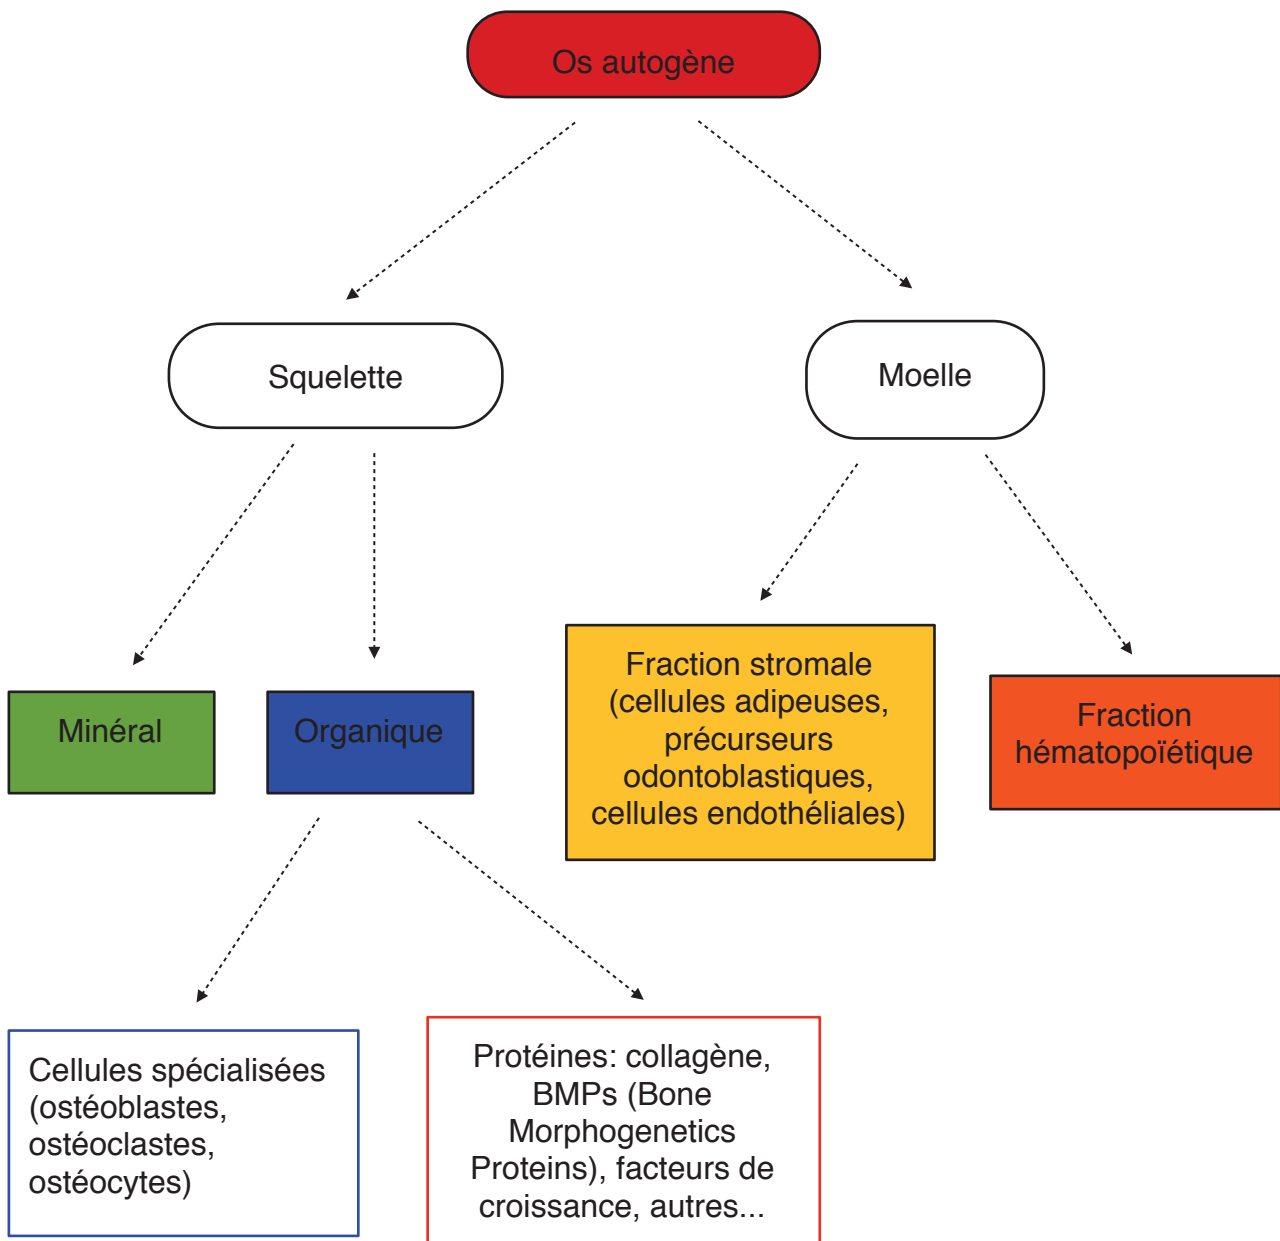 Os autogène
Squelette
Moelle
Minéral
Organique
Fraction stromale
(cellules adipeuses,
précurseurs
odontoblastiques,
cellules endothéliales)
Fraction
hématopoïétique
Cellules spécialisées
(ostéoblastes,
ostéoclastes,
ostéocytes)
Protéines: collagène,
BMPs (Bone
Morphogenetics
Proteins), facteurs de
croissance, autres...